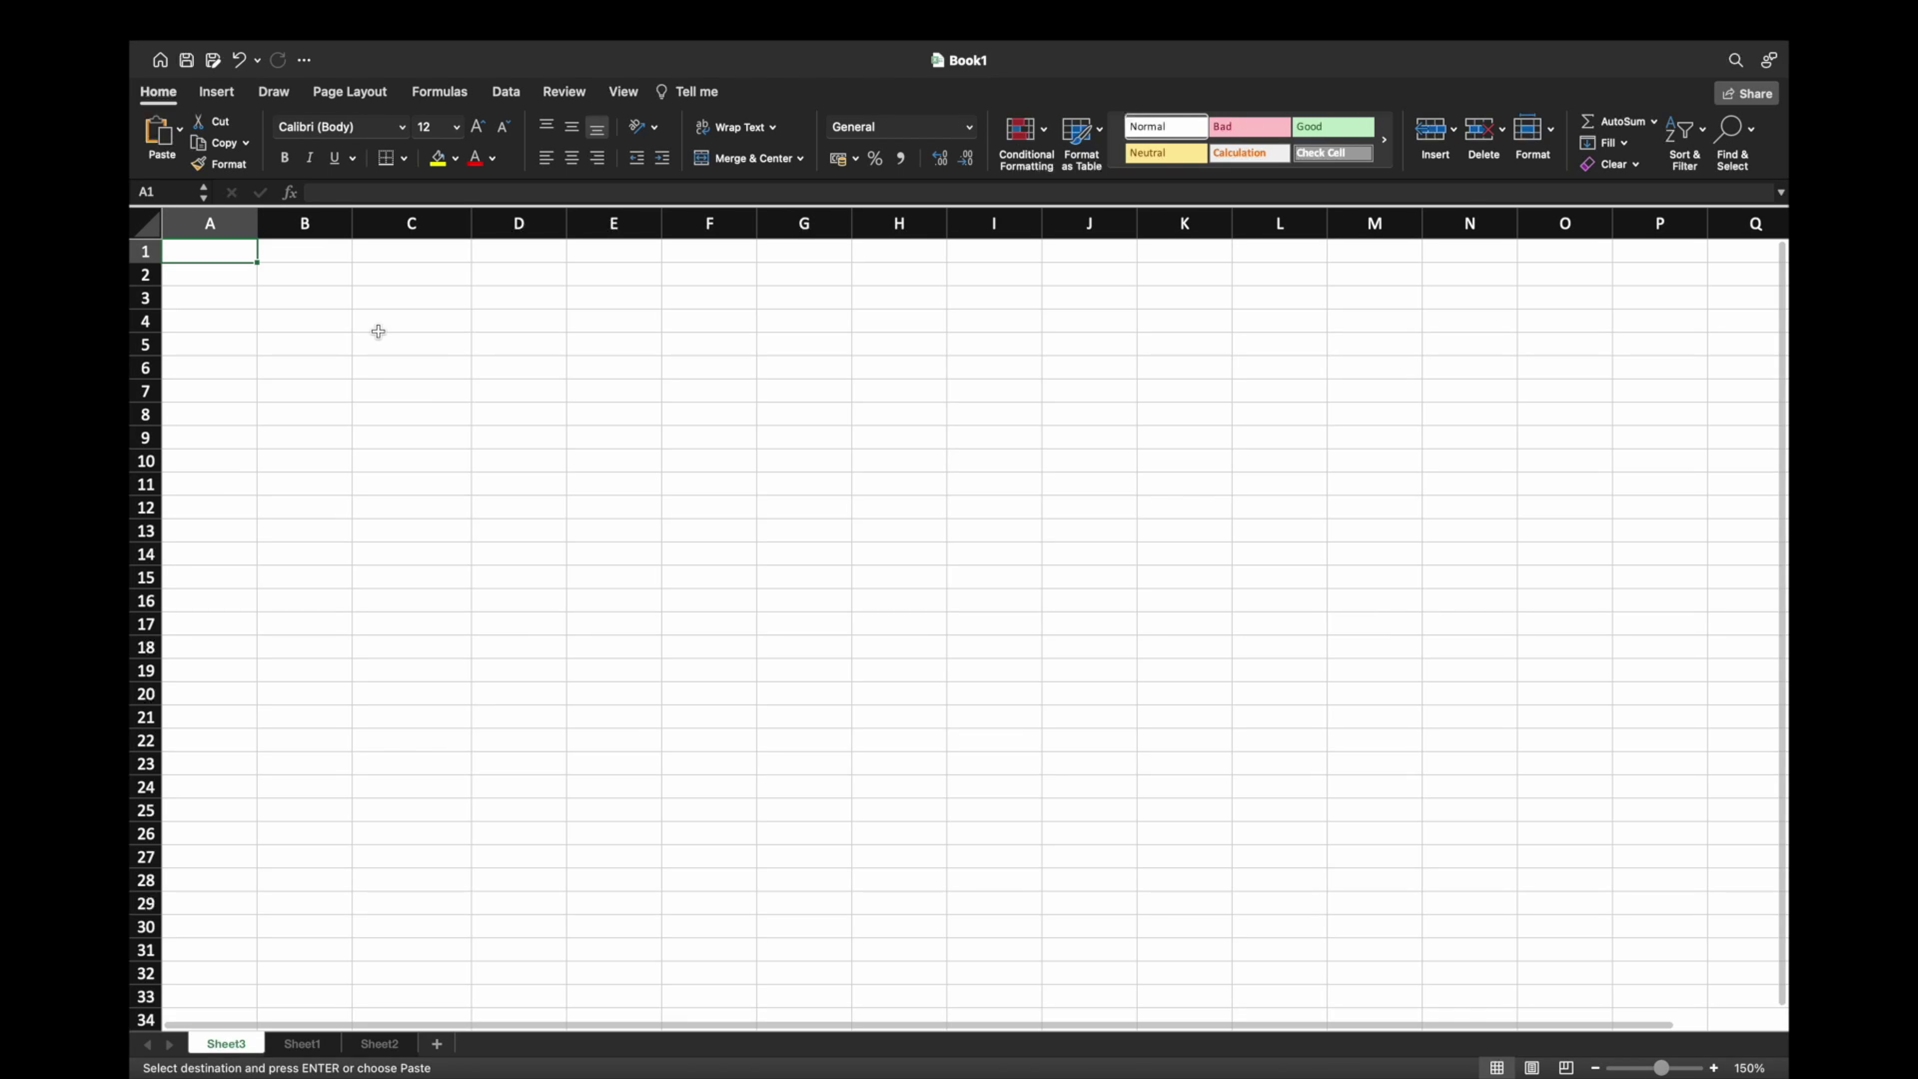 Book1
Home Insert Draw Page Layout Formulas Data Review View Tell me Share
Paste
Cut
Copy
Format
Calibri (Body) 12
B I U A
Wrap Text
Merge & Center
General
% 
Conditional Formatting
Format as Table
Normal Bad Good
Neutral Calculation Check Cell
Insert
Delete
Format
AutoSum
Fill
Clear
Sort & Filter
Find & Select
A1 fx
A B C D E F G H I J K L M N O P Q
1
2
3
4
5
6
7
8
9
10
11
12
13
14
15
16
17
18
19
20
21
22
23
24
25
26
27
28
29
30
31
32
33
34
Sheet3 Sheet1 Sheet2 +
Select destination and press ENTER or choose Paste
150%